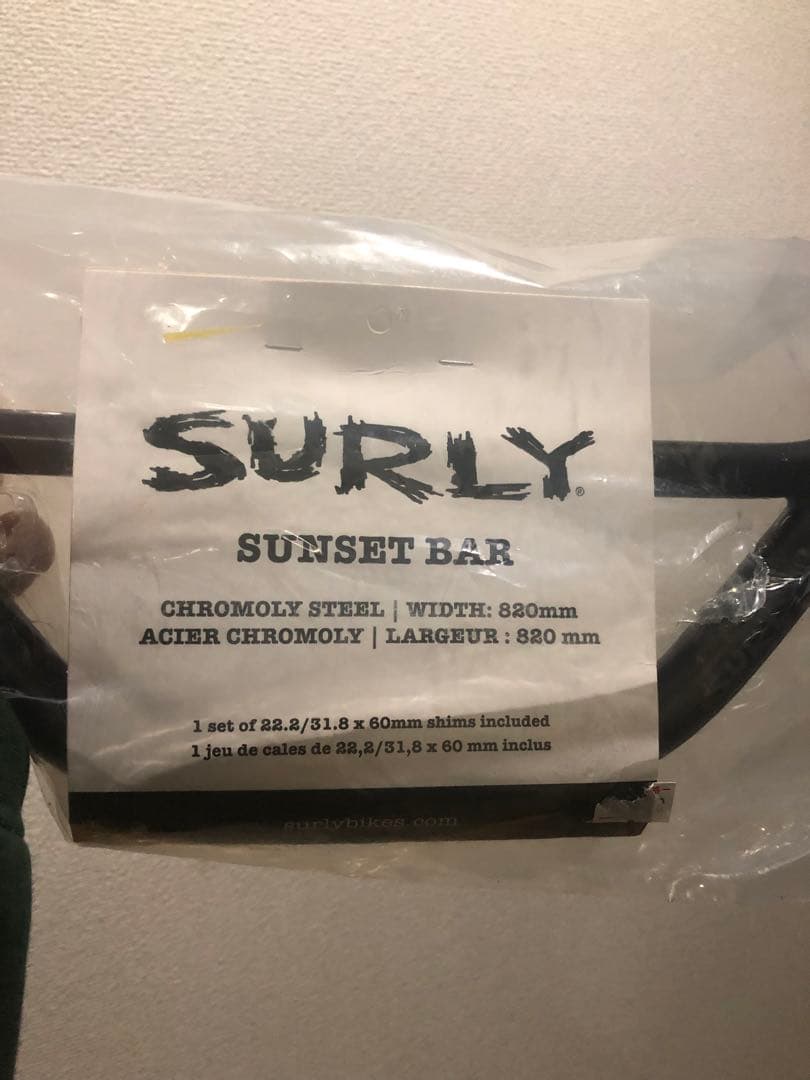 SURLY®
SUNSET BAR
CHROMOLY STEEL | WIDTH: 820mm
ACIER CHROMOLY | LARGEUR : 820 mm
1 set of 22.2/31.8 x 60mm shims included
1 jeu de cales de 22,2/31,8 x 60 mm inclus
surlybikes.com